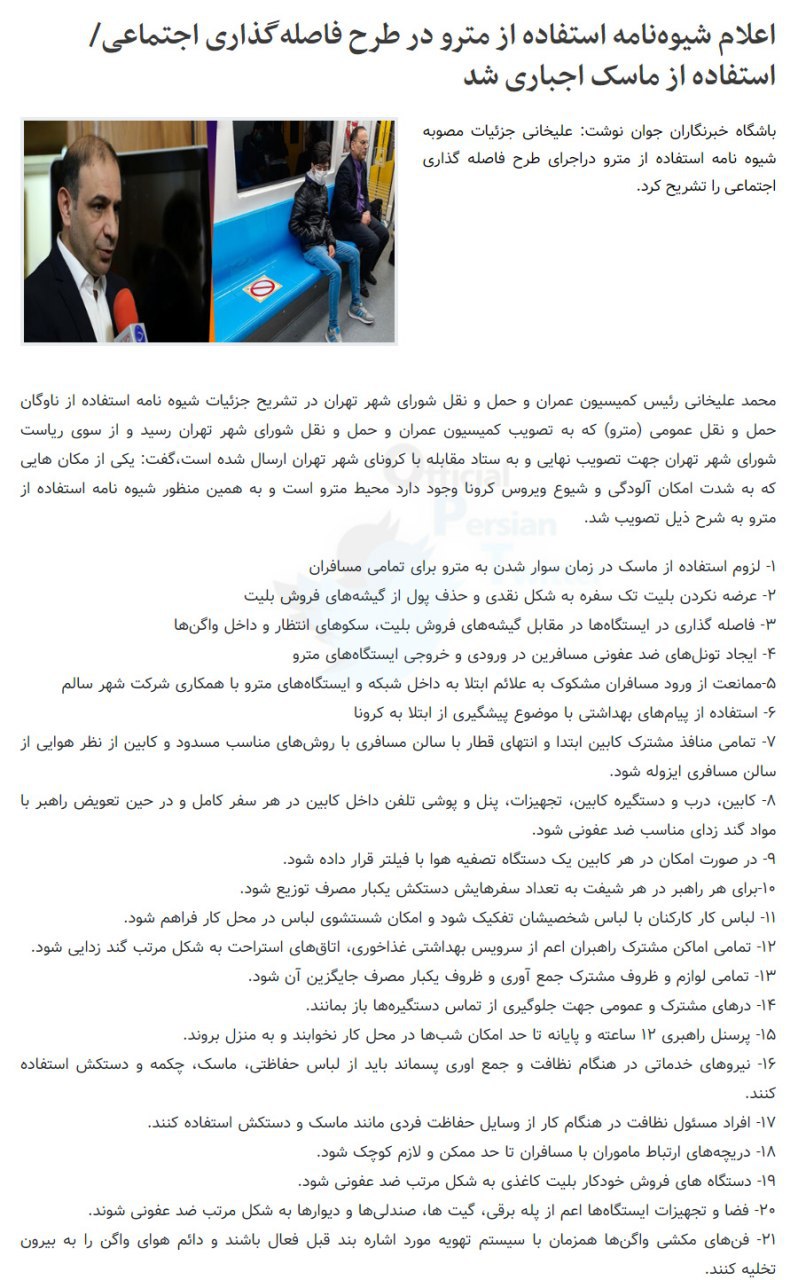 اعلام شیوه‌نامه استفاده از مترو در طرح فاصله‌گذاری اجتماعی/
استفاده از ماسک اجباری شد
باشگاه خبرنگاران جوان نوشت: علیخانی جزئیات مصوبه
شیوه نامه استفاده از مترو دراجرای طرح فاصله گذاری
اجتماعی را تشریح کرد.
محمد علیخانی رئیس کمیسیون عمران و حمل و نقل شورای شهر تهران در تشریح جزئیات شیوه نامه استفاده از ناوگان
حمل و نقل عمومی (مترو) که به تصویب کمیسیون عمران و حمل و نقل شورای شهر تهران رسید و از سوی ریاست
شورای شهر تهران جهت تصویب نهایی و به ستاد مقابله با کرونای شهر تهران ارسال شده است،گفت: یکی از مکان هایی
که به شدت امکان آلودگی و شیوع ویروس کرونا وجود دارد محیط مترو است و به همین منظور شیوه نامه استفاده از
مترو به شرح ذیل تصویب شد.
Official
Persian
Twitter
۱- لزوم استفاده از ماسک در زمان سوار شدن به مترو برای تمامی مسافران
۲- عرضه نکردن بلیت تک سفره به شکل نقدی و حذف پول از گیشه‌های فروش بلیت
۳- فاصله گذاری در ایستگاه‌ها در مقابل گیشه‌های فروش بلیت، سکوهای انتظار و داخل واگن‌ها
۴- ایجاد تونل‌های ضد عفونی مسافرین در ورودی و خروجی ایستگاه‌های مترو
۵-ممانعت از ورود مسافران مشکوک به علائم ابتلا به داخل شبکه و ایستگاه‌های مترو با همکاری شرکت شهر سالم
۶- استفاده از پیام‌های بهداشتی با موضوع پیشگیری از ابتلا به کرونا
۷- تمامی منافذ مشترک کابین ابتدا و انتهای قطار با سالن مسافری با روش‌های مناسب مسدود و کابین از نظر هوایی از
سالن مسافری ایزوله شود.
۸- کابین، درب و دستگیره کابین، تجهیزات، پنل و پوشی تلفن داخل کابین در هر سفر کامل و در حین تعویض راهبر با
مواد گند زدای مناسب ضد عفونی شود.
۹- در صورت امکان در هر کابین یک دستگاه تصفیه هوا با فیلتر قرار داده شود.
۱۰-برای هر راهبر در هر شیفت به تعداد سفرهایش دستکش یکبار مصرف توزیع شود.
۱۱- لباس کار کارکنان با لباس شخصیشان تفکیک شود و امکان شستشوی لباس در محل کار فراهم شود.
۱۲- تمامی اماکن مشترک راهبران اعم از سرویس بهداشتی غذاخوری، اتاق‌های استراحت به شکل مرتب گند زدایی شود.
۱۳- تمامی لوازم و ظروف مشترک جمع آوری و ظروف یکبار مصرف جایگزین آن شود.
۱۴- درهای مشترک و عمومی جهت جلوگیری از تماس دستگیره‌ها باز بمانند.
۱۵- پرسنل راهبری ۱۲ ساعته و پایانه تا حد امکان شب‌ها در محل کار نخوابند و به منزل بروند.
۱۶- نیروهای خدماتی در هنگام نظافت و جمع اوری پسماند باید از لباس حفاظتی، ماسک، چکمه و دستکش استفاده
کنند.
۱۷- افراد مسئول نظافت در هنگام کار از وسایل حفاظت فردی مانند ماسک و دستکش استفاده کنند.
۱۸- دریچه‌های ارتباط ماموران با مسافران تا حد ممکن و لازم کوچک شود.
۱۹- دستگاه های فروش خودکار بلیت کاغذی به شکل مرتب ضد عفونی شود.
۲۰- فضا و تجهیزات ایستگاه‌ها اعم از پله برقی، گیت ها، صندلی‌ها و دیوارها به شکل مرتب ضد عفونی شوند.
۲۱- فن‌های مکشی واگن‌ها همزمان با سیستم تهویه مورد اشاره بند قبل فعال باشند و دائم هوای واگن را به بیرون
تخلیه کنند.